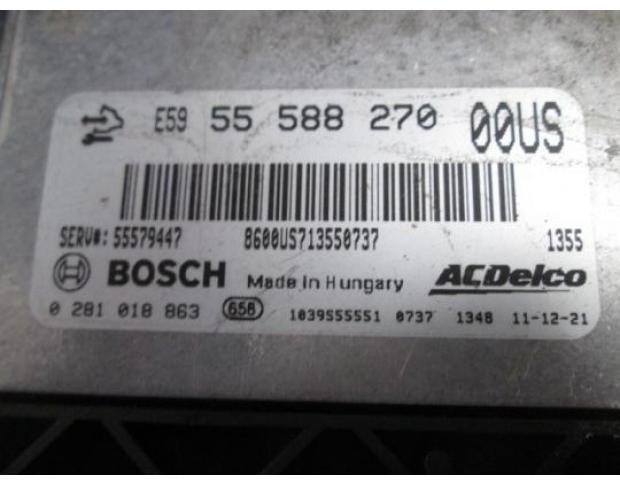 E59 55 588 270 00US
SERV#: 55579447 8600US713550737 1355
BOSCH Made in Hungary ACDelco
0 281 018 863 658 1039S55551 0737 1348 11-12-21